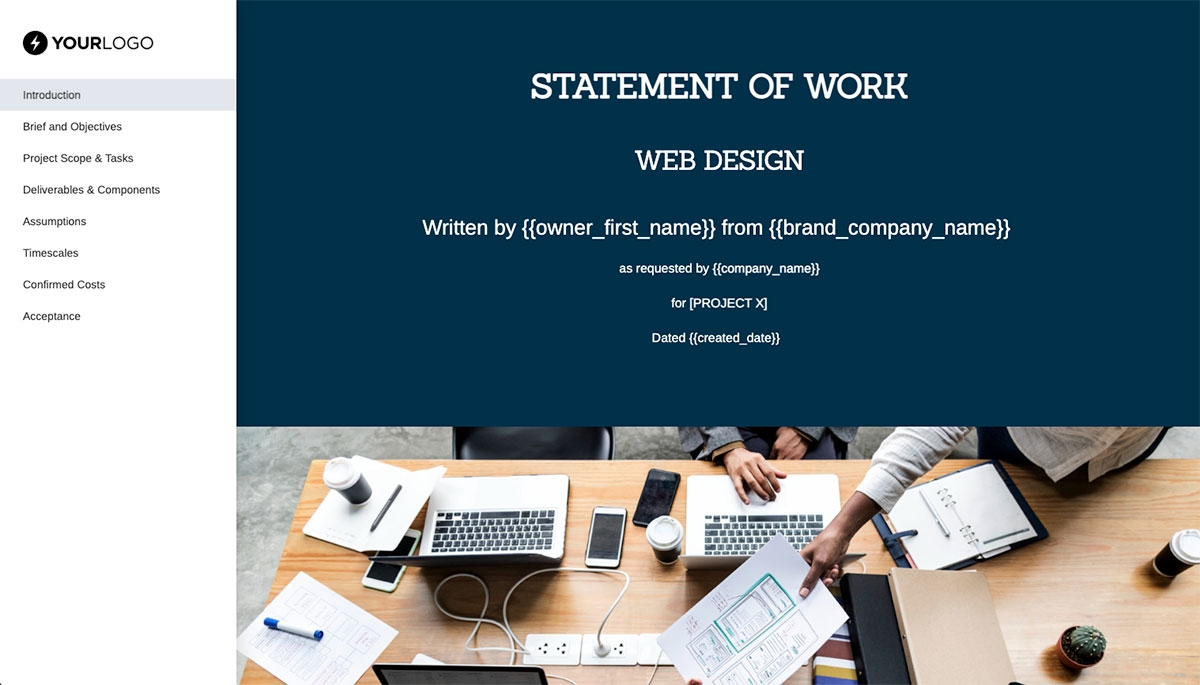 YOURLOGO
Introduction
Brief and Objectives
Project Scope & Tasks
Deliverables & Components
Assumptions
Timescales
Confirmed Costs
Acceptance
STATEMENT OF WORK
WEB DESIGN
Written by {{owner_first_name}} from {{brand_company_name}}
as requested by {{company_name}}
for [PROJECT X]
Dated {{created_date}}